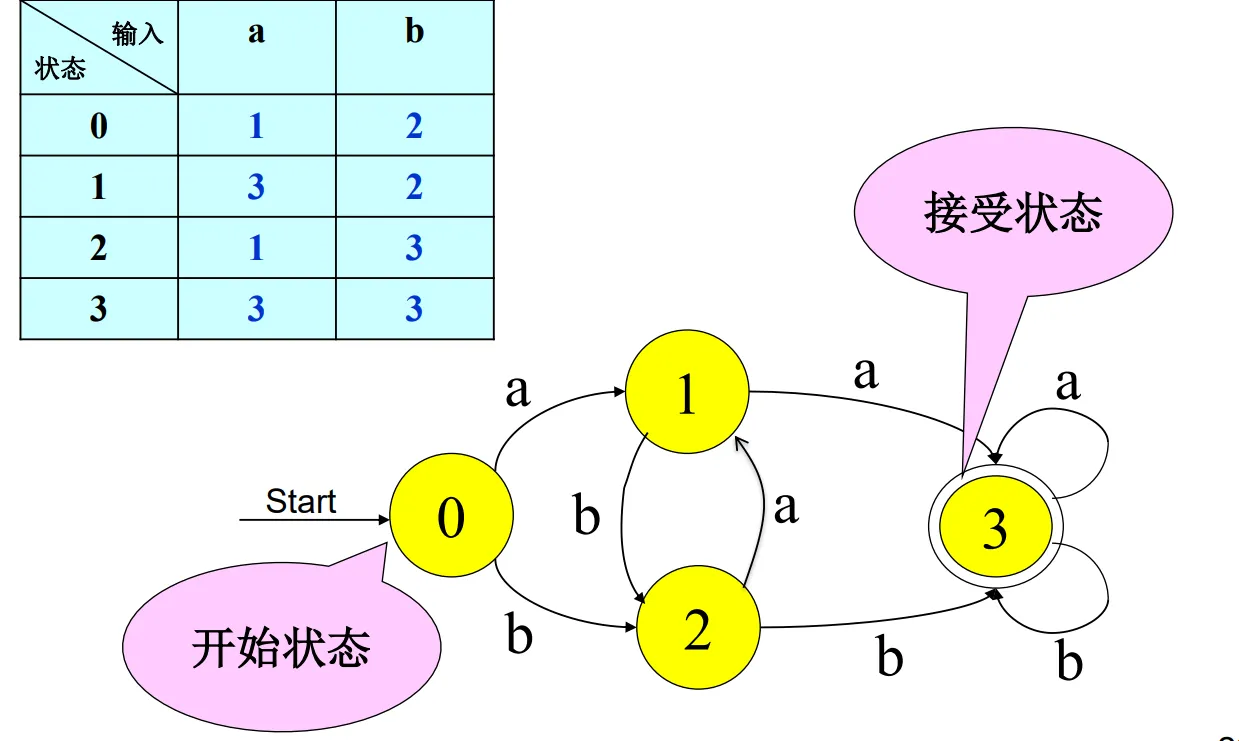 输入 a b
状态
0 1 2
1 3 2
2 1 3
3 3 3
接受状态
a 1 a a
Start 0 b a 3
b 2 b b
开始状态